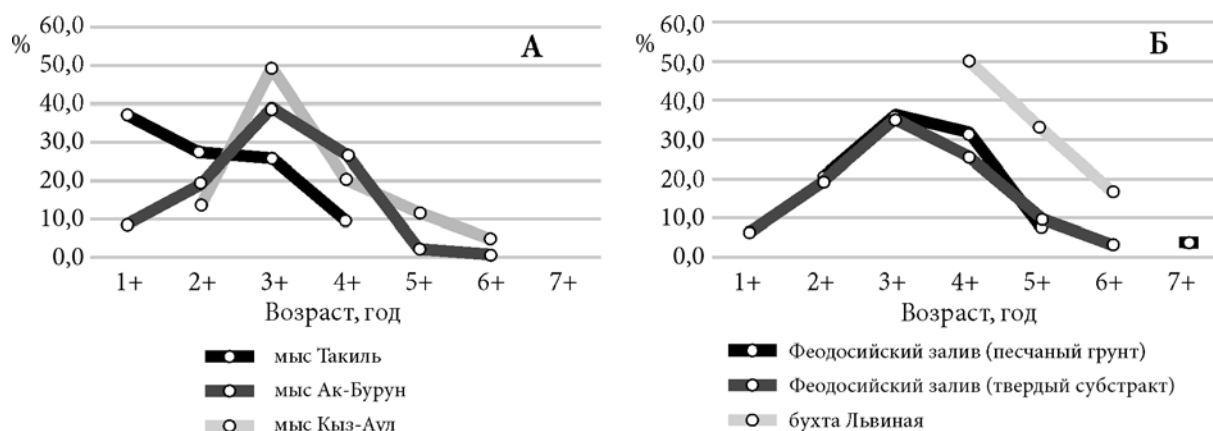 А
%
60,0
50,0
40,0
30,0
20,0
10,0
0,0
1+ 2+ 3+ 4+ 5+ 6+ 7+
Возраст, год
мыс Такиль
мыс Ак-Бурун
мыс Кыз-Аул
Б
%
60,0
50,0
40,0
30,0
20,0
10,0
0,0
1+ 2+ 3+ 4+ 5+ 6+ 7+
Возраст, год
Феодосийский залив (песчаный грунт)
Феодосийский залив (твердый субстракт)
бухта Львиная